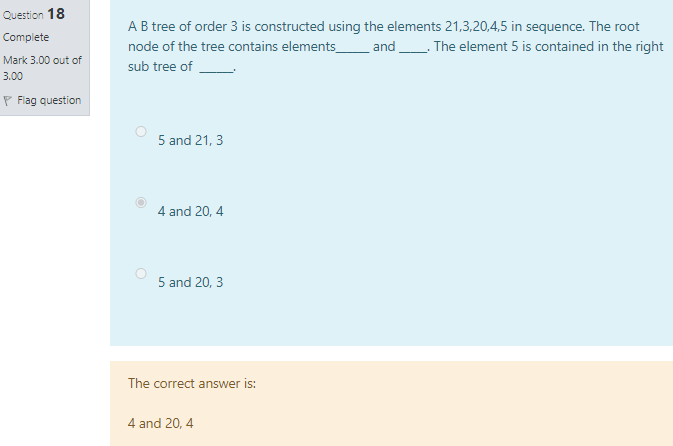 Question 18
Complete
Mark 3.00 out of
3.00
Flag question
A B tree of order 3 is constructed using the elements 21,3,20,4,5 in sequence. The root
node of the tree contains elements_____ and ____. The element 5 is contained in the right
sub tree of _____.
5 and 21, 3
4 and 20, 4
5 and 20, 3
The correct answer is:
4 and 20, 4